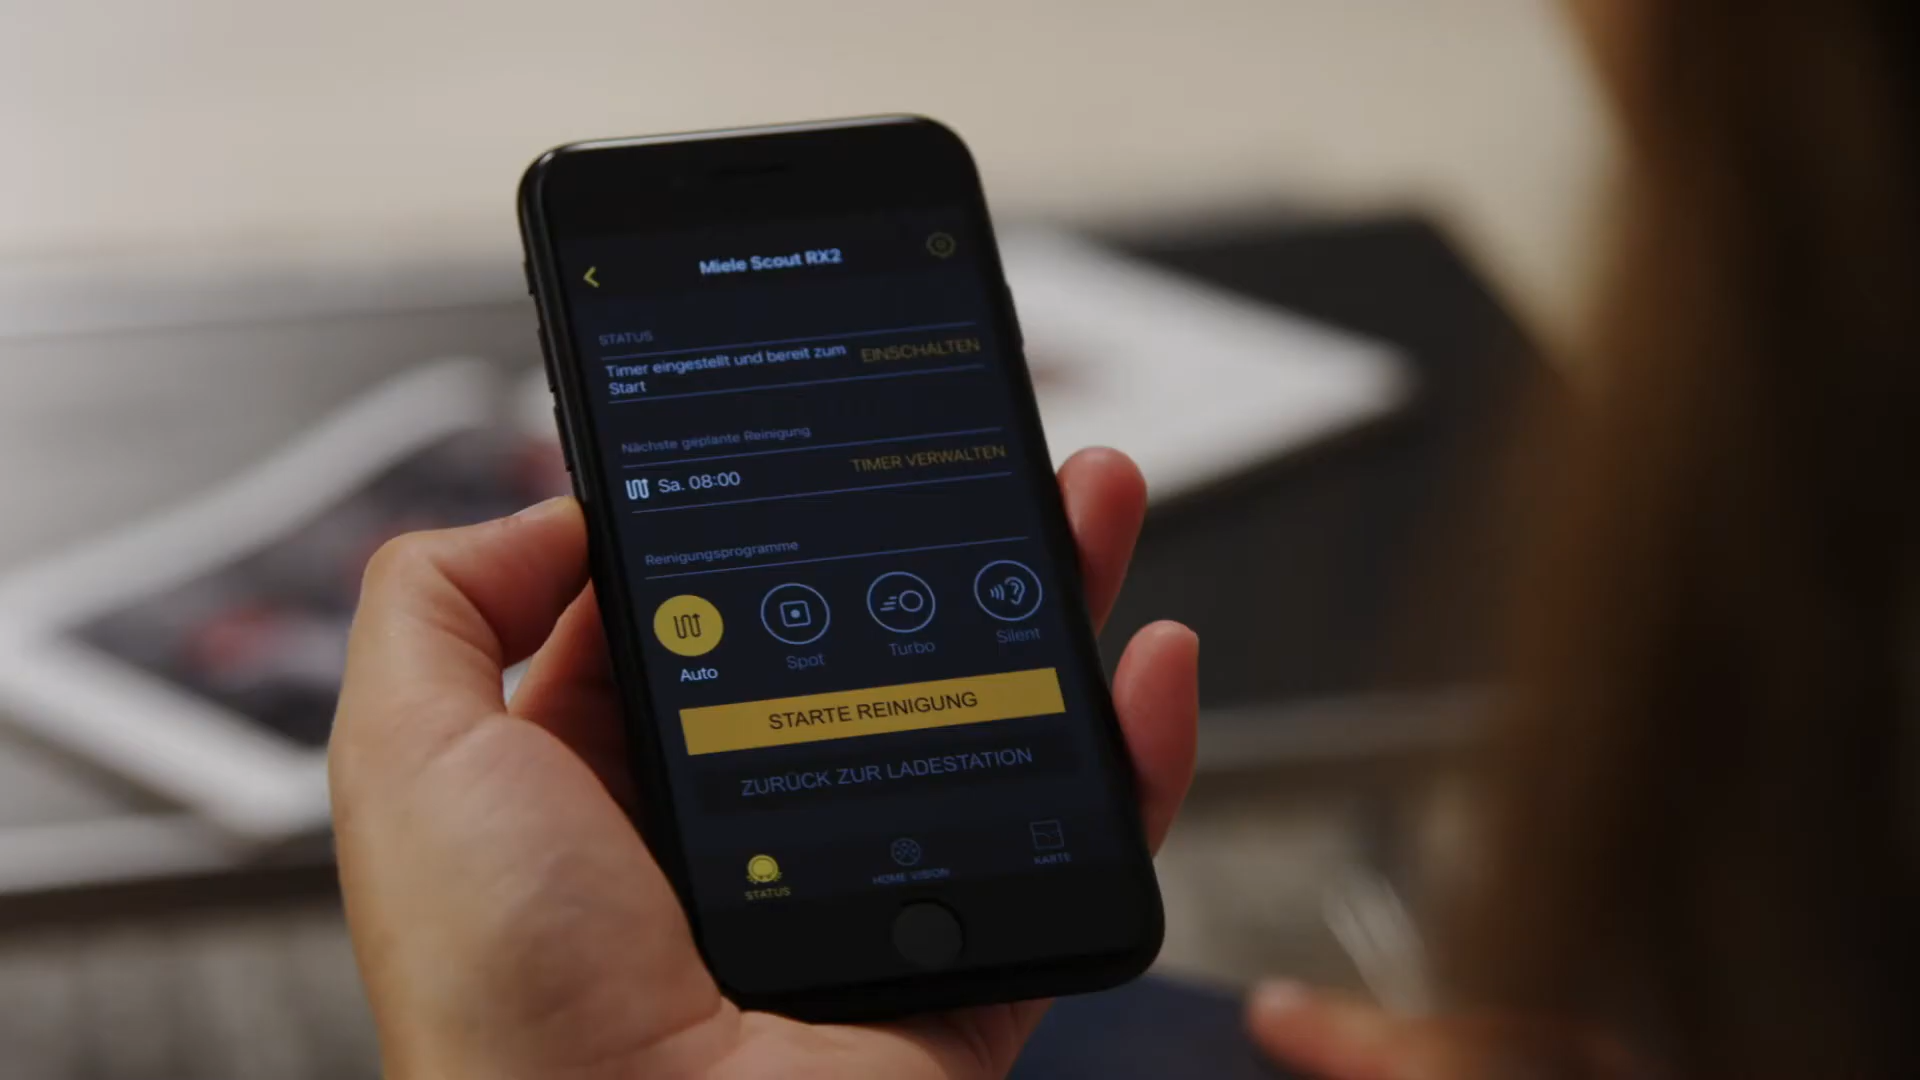 Miele Scout RX2
STATUS
Timer eingestellt und bereit zum
Start
EINSCHALTEN
Nächste geplante Reinigung
Sa. 08:00
TIMER VERWALTEN
Reinigungsprogramme
Auto
Spot
Turbo
Silent
STARTE REINIGUNG
ZURÜCK ZUR LADESTATION
STATUS
HOME VISION
KARTE